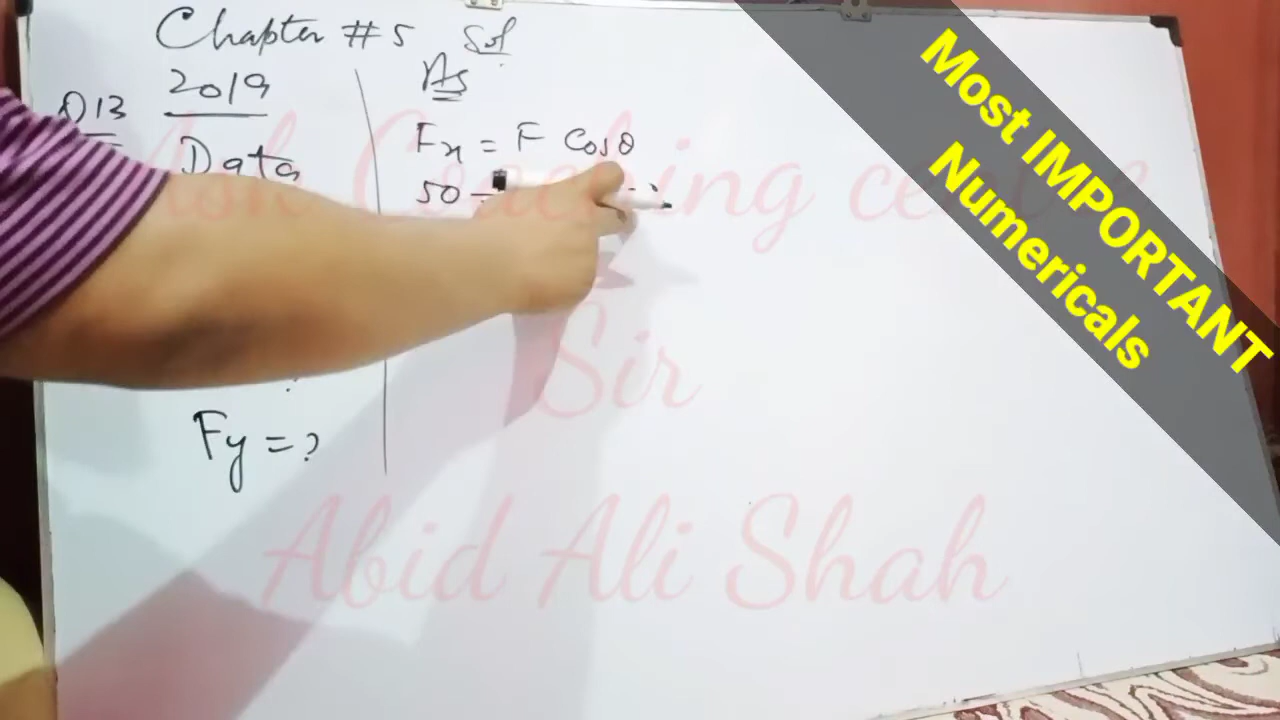 Chapter # 5 Sol
2019
As
Q13
Data
Fx = F Cosθ
50
Fy = ?
Most IMPORTANT
Numericals
Sir
Abid Ali Shah